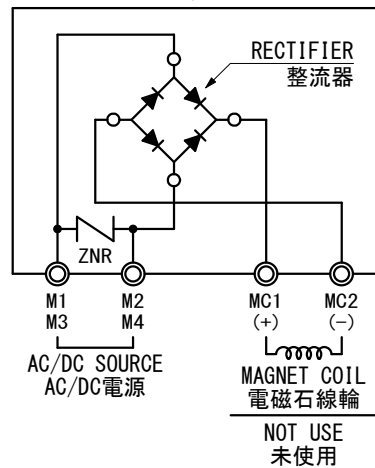 RECTIFIER
整流器
ZNR
M1 M2 MC1 MC2
M3 M4 (+) (-)
AC/DC SOURCE
AC/DC電源
MAGNET COIL
電磁石線輪
NOT USE
未使用